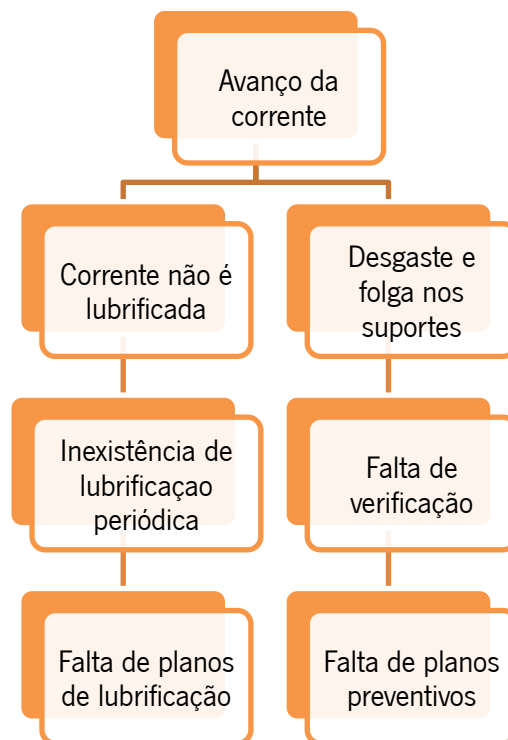 Avanço da
corrente
Corrente não é
lubrificada
Desgaste e
folga nos
suportes
Inexistência de
lubrificaçao
periódica
Falta de
verificação
Falta de planos
de lubrificação
Falta de planos
preventivos